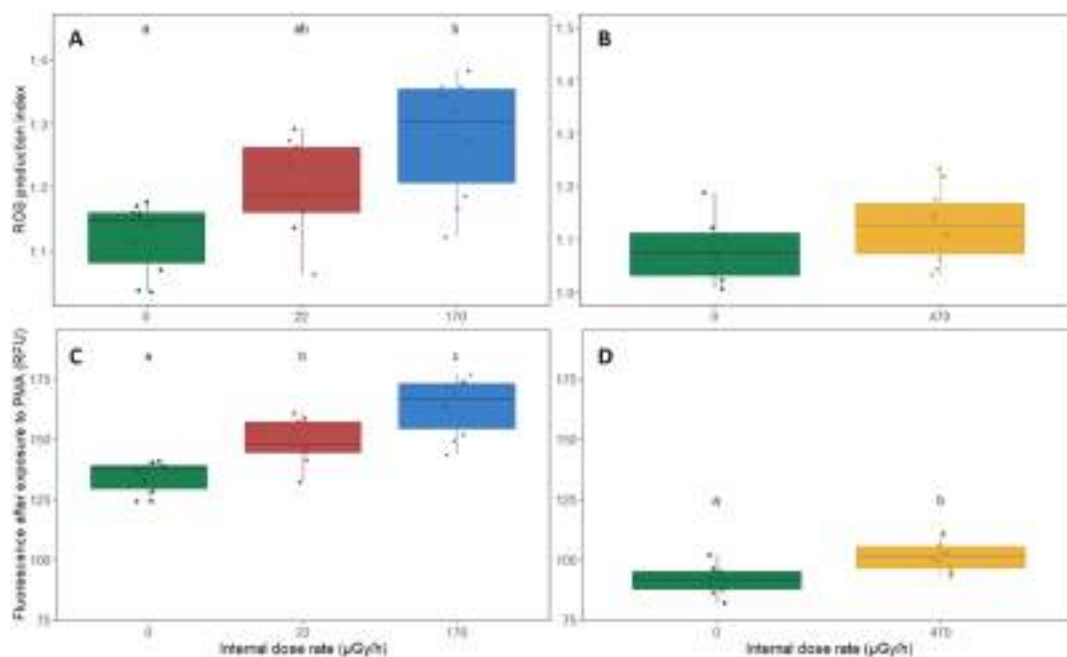 A
a
ab
B
ROS production index
1.4
1.3
1.2
1.1
0
22
170
1.5
1.4
1.3
1.2
1.1
1.0
0
470
C
a
b
c
D
a
b
Fluorescence after exposure to PMA (RFU)
175
150
125
100
75
0
22
170
Internal dose rate (µGy/h)
175
150
125
100
75
0
470
Internal dose rate (µGy/h)